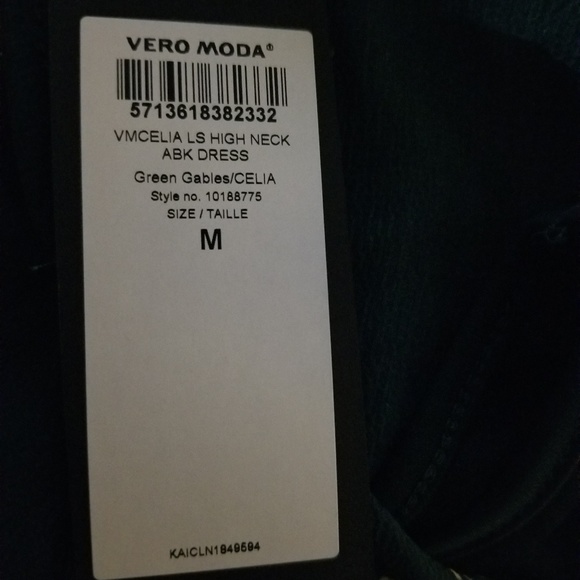 VERO MODA®
5713618382332
VMCELIA LS HIGH NECK
ABK DRESS
Green Gables/CELIA
Style no. 10188775
SIZE / TAILLE
M
KAICLN1849594